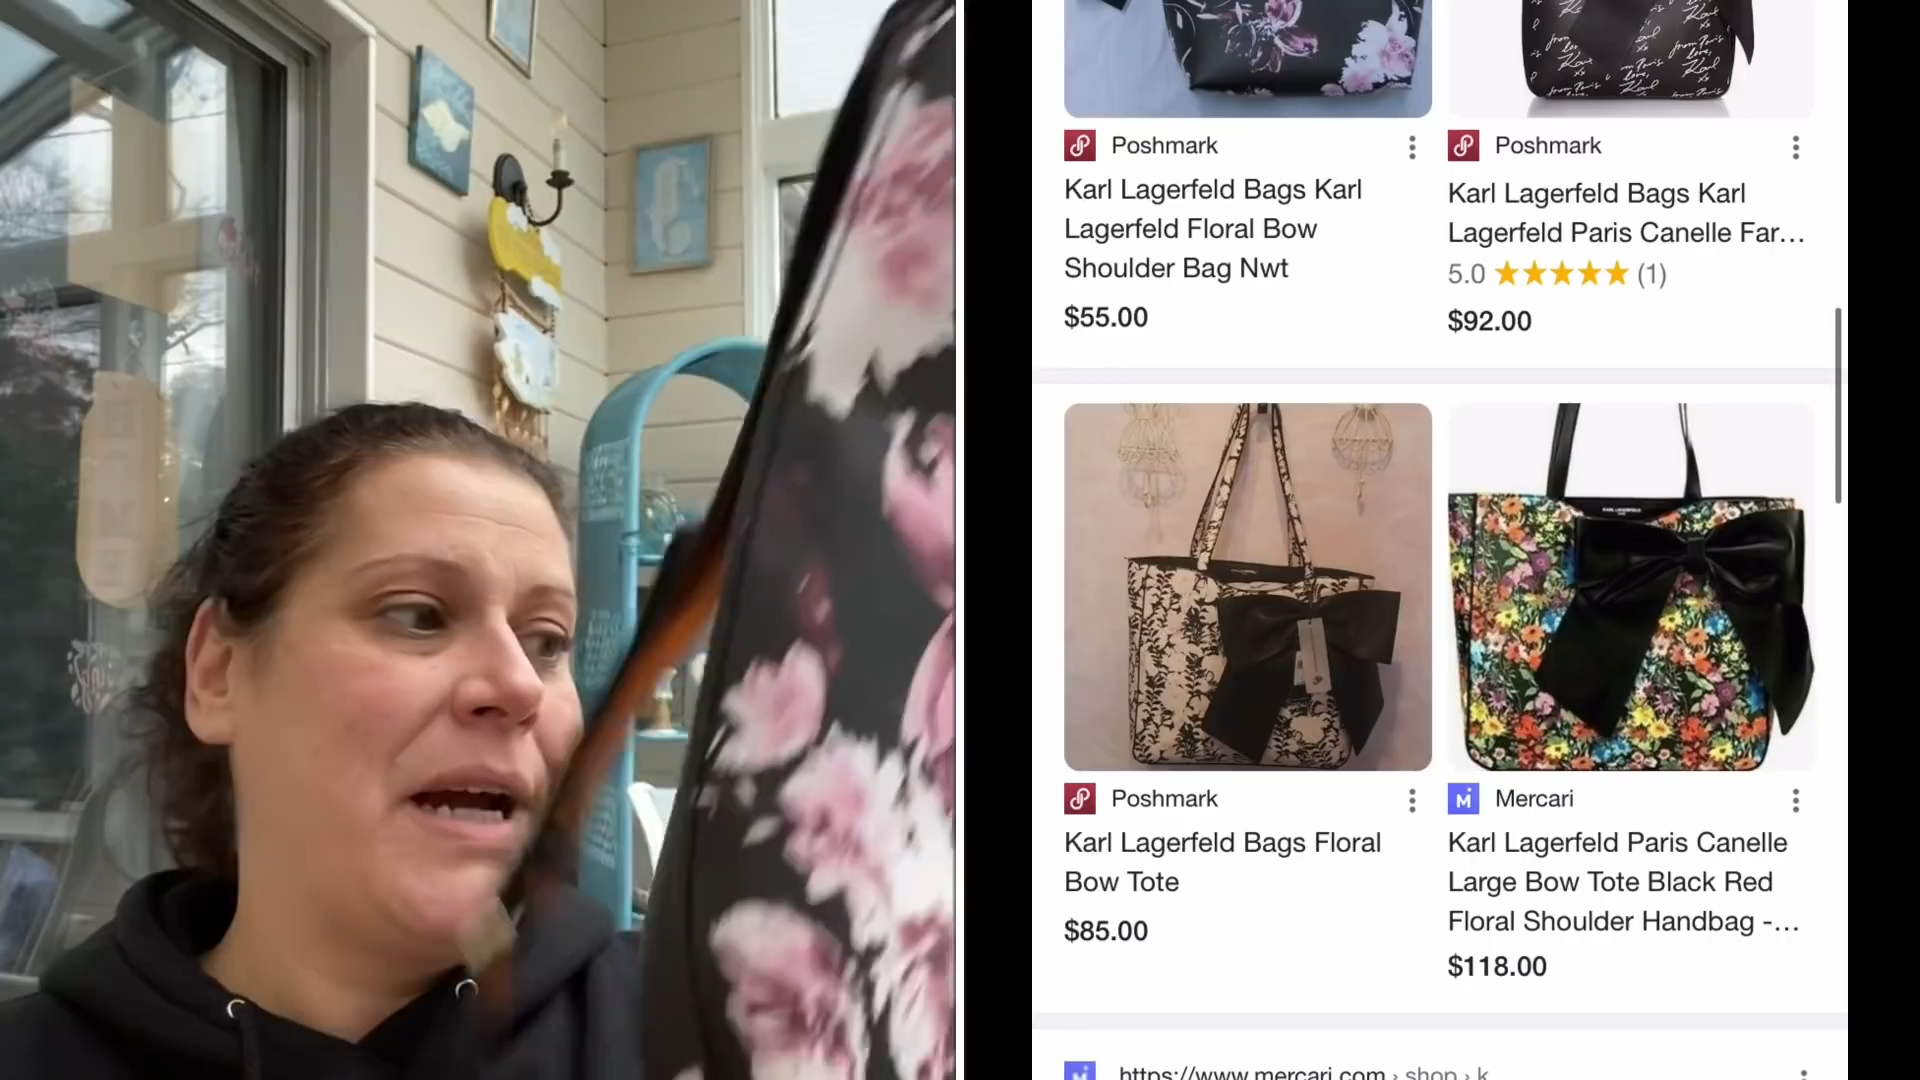 Poshmark
Karl Lagerfeld Bags Karl
Lagerfeld Floral Bow
Shoulder Bag Nwt
$55.00
Poshmark
Karl Lagerfeld Bags Karl
Lagerfeld Paris Canelle Far...
5.0 ★★★★★ (1)
$92.00
Poshmark
Karl Lagerfeld Bags Floral
Bow Tote
$85.00
Mercari
Karl Lagerfeld Paris Canelle
Large Bow Tote Black Red
Floral Shoulder Handbag -...
$118.00
https://www.mercari.com › shop › k